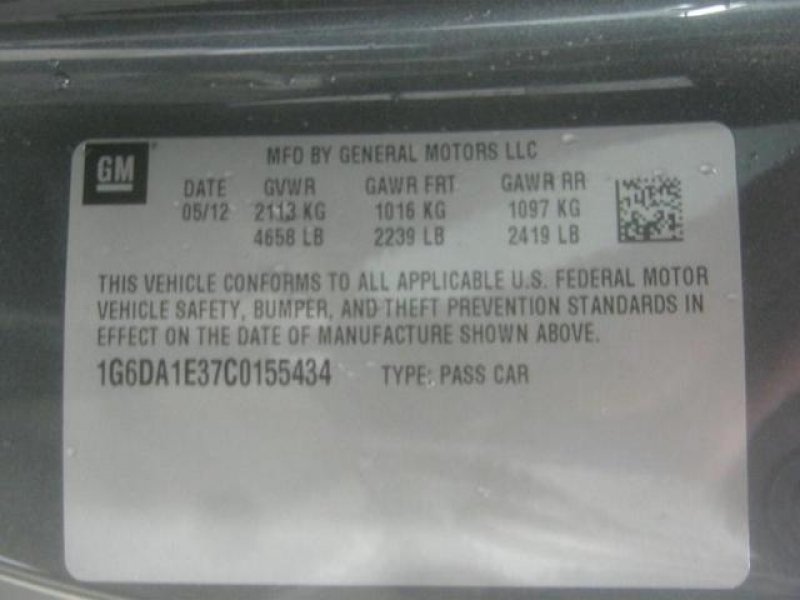 GM
MFD BY GENERAL MOTORS LLC
DATE GVWR GAWR FRT GAWR RR
05/12 2113 KG 1016 KG 1097 KG
4658 LB 2239 LB 2419 LB
THIS VEHICLE CONFORMS TO ALL APPLICABLE U.S. FEDERAL MOTOR
VEHICLE SAFETY, BUMPER, AND THEFT PREVENTION STANDARDS IN
EFFECT ON THE DATE OF MANUFACTURE SHOWN ABOVE.
1G6DA1E37C0155434 TYPE: PASS CAR